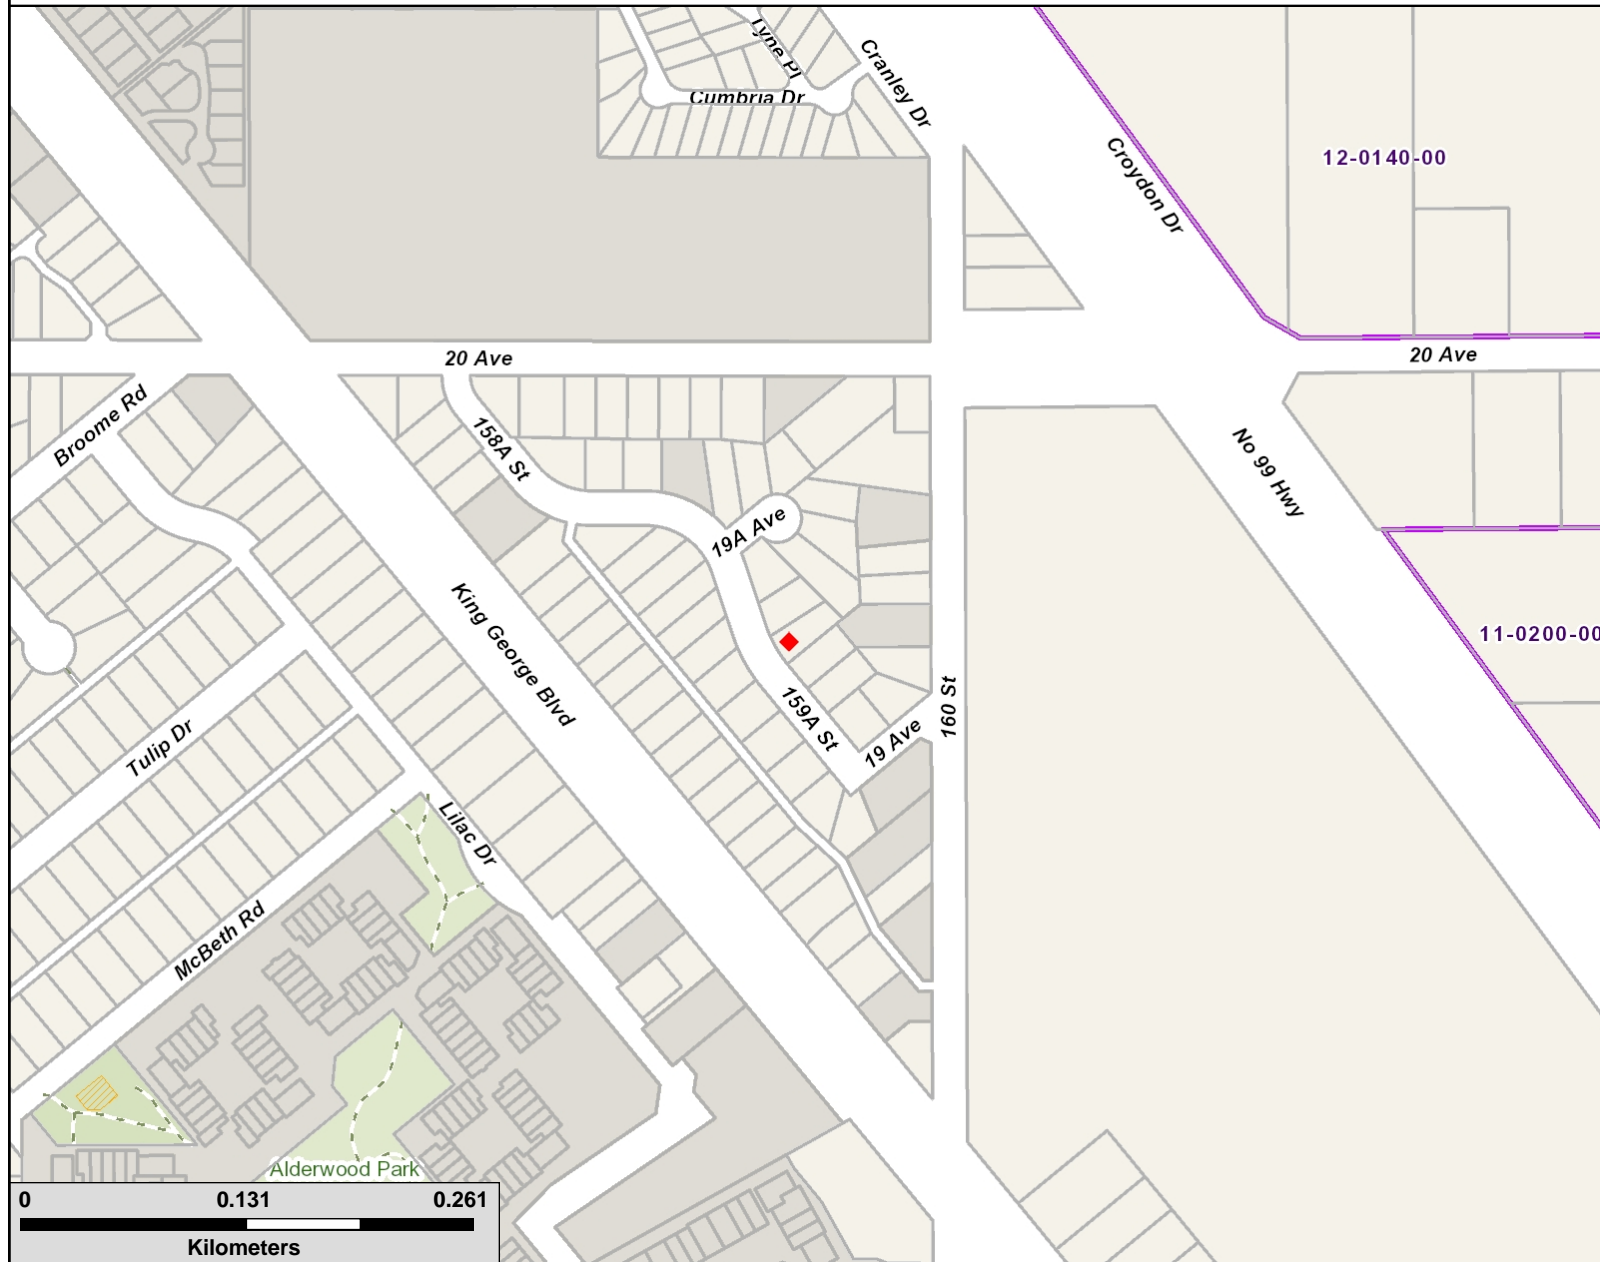 Tyne Pl
Cranley Dr
Cumbria Dr
Croydon Dr
12-0140-00
20 Ave
20 Ave
Broome Rd
158A St
No 99 Hwy
19A Ave
King George Blvd
11-0200-00
159A St
160 St
19 Ave
Tulip Dr
Lilac Dr
McBeth Rd
Alderwood Park
0 0.131 0.261
Kilometers